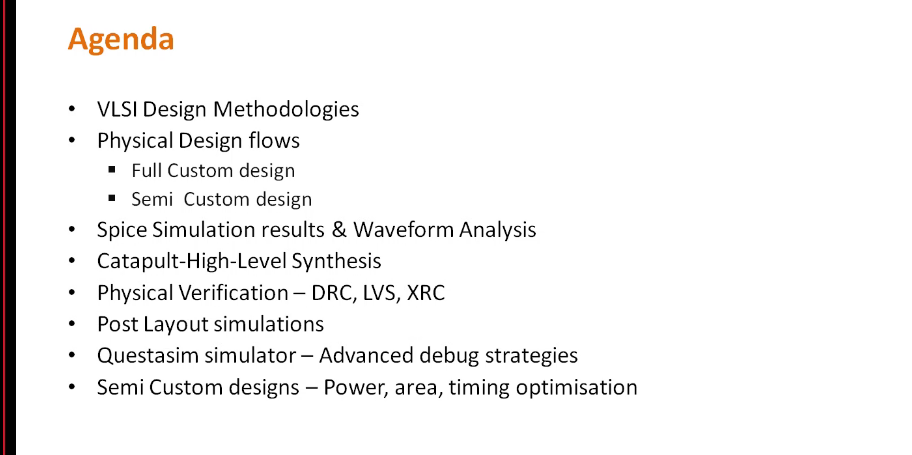 Agenda
• VLSI Design Methodologies
• Physical Design flows
▪ Full Custom design
▪ Semi  Custom design
• Spice Simulation results & Waveform Analysis
• Catapult-High-Level Synthesis
• Physical Verification – DRC, LVS, XRC
• Post Layout simulations
• Questasim simulator – Advanced debug strategies
• Semi Custom designs – Power, area, timing optimisation